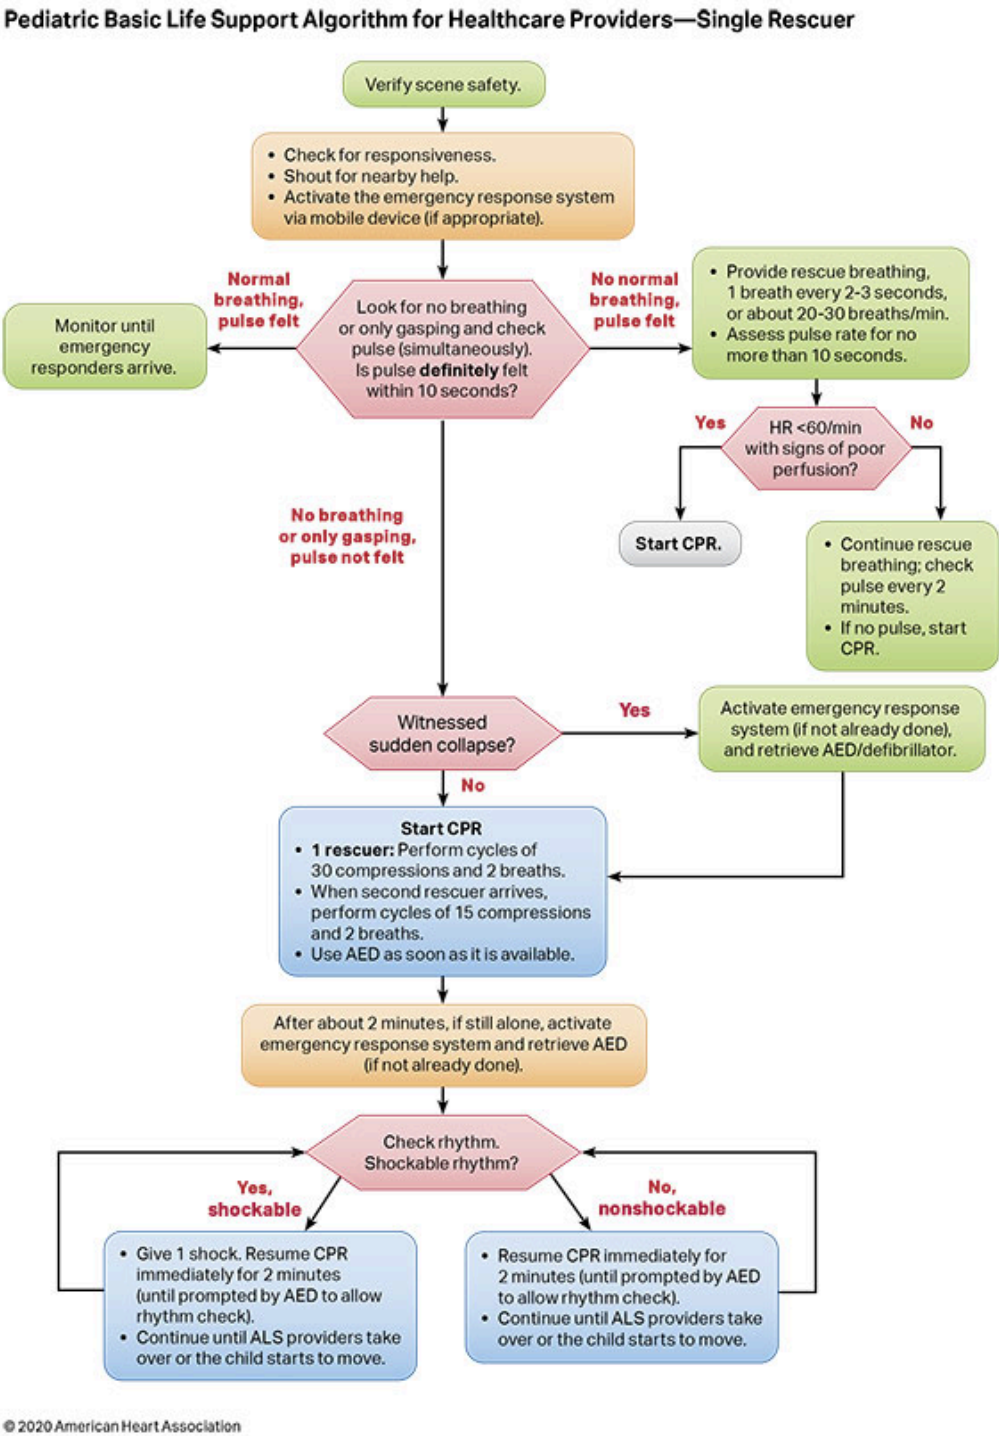 Pediatric Basic Life Support Algorithm for Healthcare Providers—Single Rescuer
Verify scene safety.
• Check for responsiveness.
• Shout for nearby help.
• Activate the emergency response system
via mobile device (if appropriate).
Normal
breathing,
pulse felt
Monitor until
emergency
responders arrive.
Look for no breathing
or only gasping and check
pulse (simultaneously).
Is pulse definitely felt
within 10 seconds?
No normal
breathing,
pulse felt
• Provide rescue breathing,
1 breath every 2-3 seconds,
or about 20-30 breaths/min.
• Assess pulse rate for no
more than 10 seconds.
Yes
HR <60/min
with signs of poor
perfusion?
No
Start CPR.
• Continue rescue
breathing; check
pulse every 2
minutes.
• If no pulse, start
CPR.
No breathing
or only gasping,
pulse not felt
Witnessed
sudden collapse?
Yes
Activate emergency response
system (if not already done),
and retrieve AED/defibrillator.
No
Start CPR
• 1 rescuer: Perform cycles of
30 compressions and 2 breaths.
• When second rescuer arrives,
perform cycles of 15 compressions
and 2 breaths.
• Use AED as soon as it is available.
After about 2 minutes, if still alone, activate
emergency response system and retrieve AED
(if not already done).
Check rhythm.
Shockable rhythm?
Yes,
shockable
No,
nonshockable
• Give 1 shock. Resume CPR
immediately for 2 minutes
(until prompted by AED to allow
rhythm check).
• Continue until ALS providers take
over or the child starts to move.
• Resume CPR immediately for
2 minutes (until prompted by AED
to allow rhythm check).
• Continue until ALS providers take
over or the child starts to move.
© 2020 American Heart Association